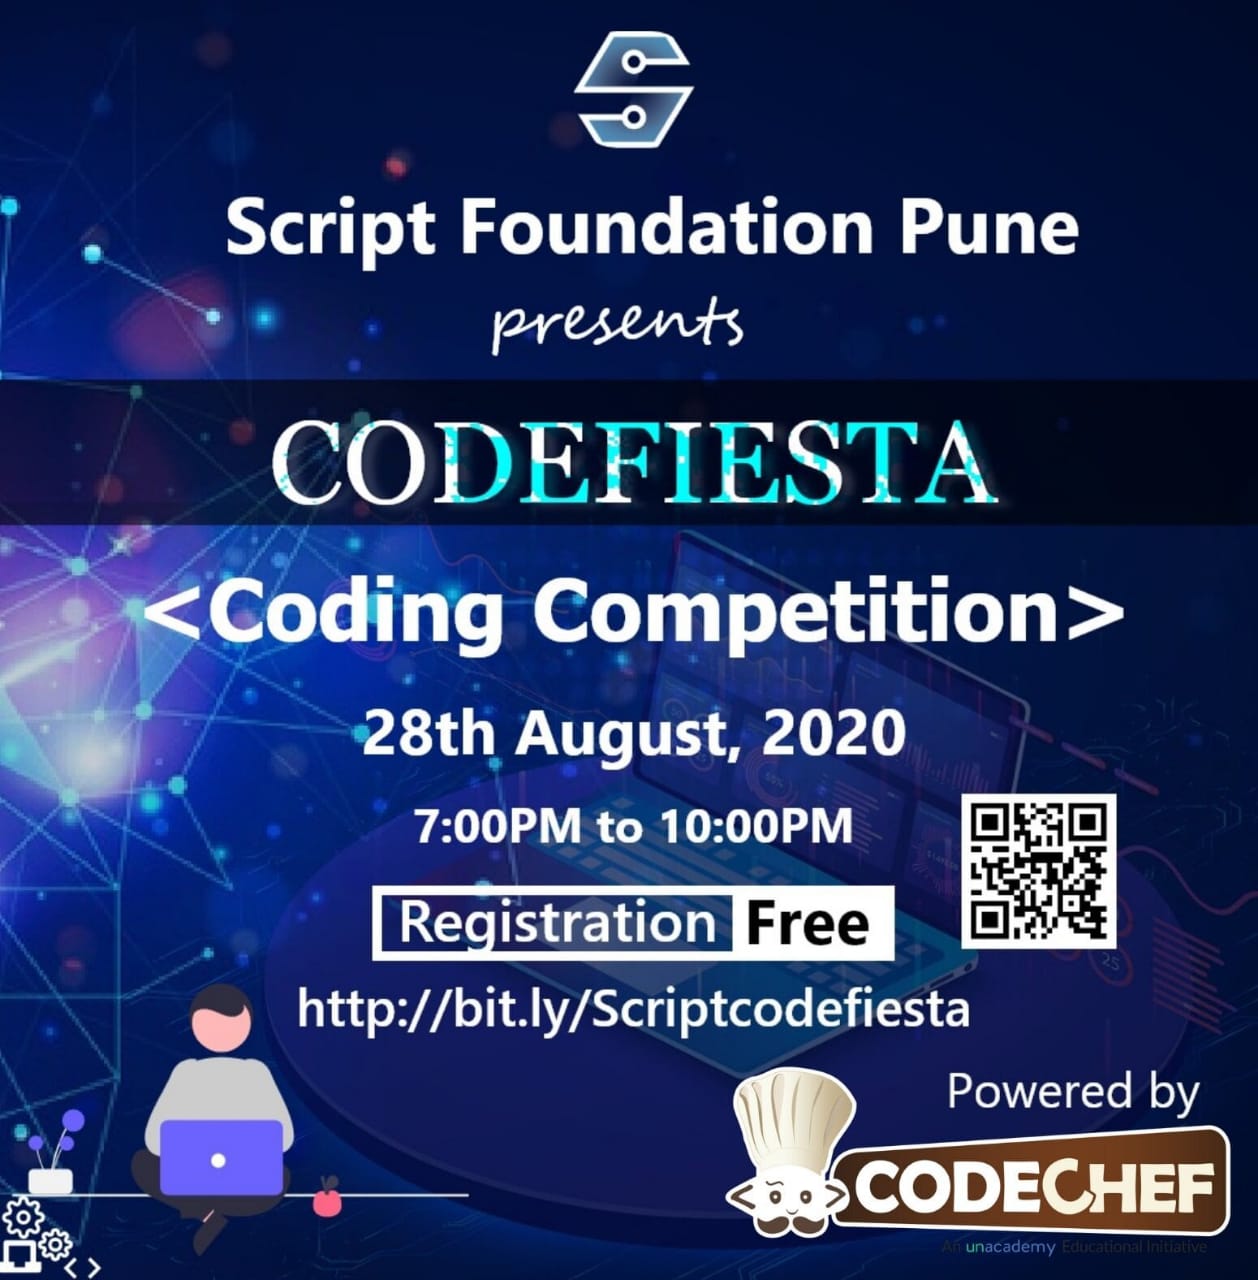 Script Foundation Pune
presents
CODEFIESTA
<Coding Competition>
28th August, 2020
7:00PM to 10:00PM
Registration Free
http://bit.ly/Scriptcodefiesta
Powered by
CODECHEF
An unacademy Educational Initiative